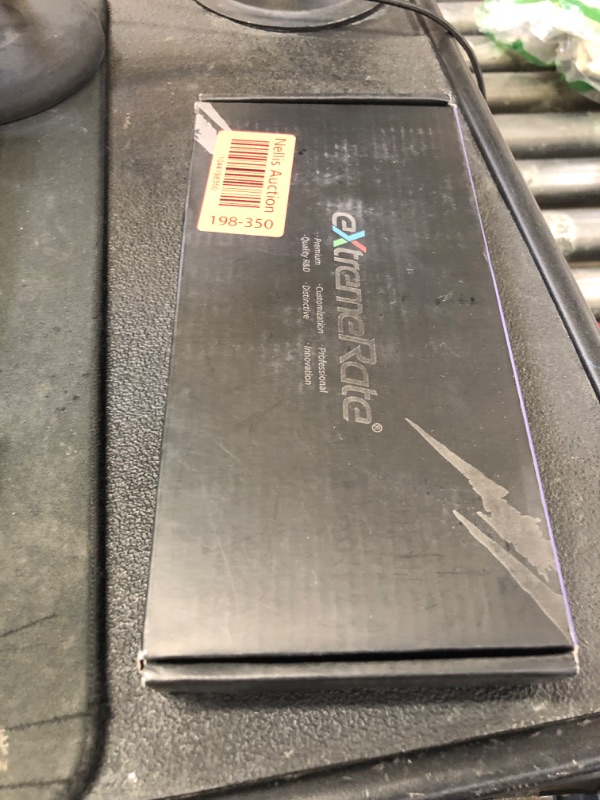 Nellis Auction
198-350
eXtremeRate®
·Premium ·Customization ·Professional
·Quality R&D ·Distinctive ·Innovation